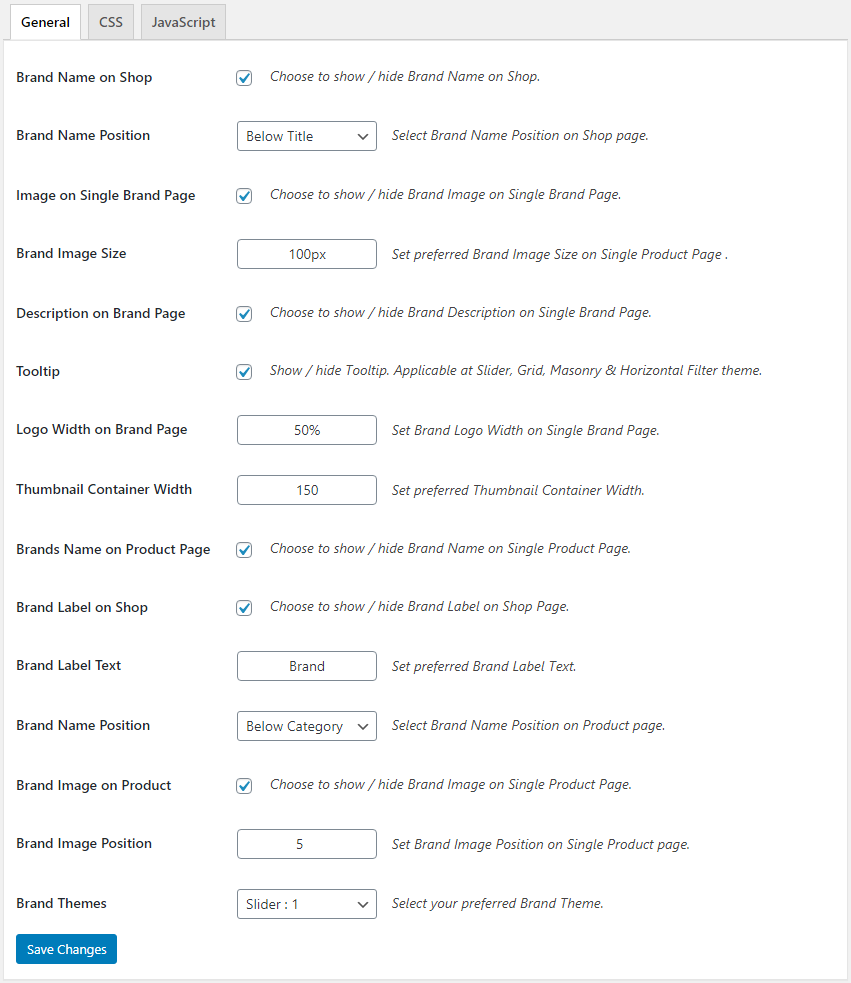 General CSS JavaScript
Brand Name on Shop Choose to show / hide Brand Name on Shop.
Brand Name Position Below Title Select Brand Name Position on Shop page.
Image on Single Brand Page Choose to show / hide Brand Image on Single Brand Page.
Brand Image Size 100px Set preferred Brand Image Size on Single Product Page .
Description on Brand Page Choose to show / hide Brand Description on Single Brand Page.
Tooltip Show / hide Tooltip. Applicable at Slider, Grid, Masonry & Horizontal Filter theme.
Logo Width on Brand Page 50% Set Brand Logo Width on Single Brand Page.
Thumbnail Container Width 150 Set preferred Thumbnail Container Width.
Brands Name on Product Page Choose to show / hide Brand Name on Single Product Page.
Brand Label on Shop Choose to show / hide Brand Label on Shop Page.
Brand Label Text Brand Set preferred Brand Label Text.
Brand Name Position Below Category Select Brand Name Position on Product page.
Brand Image on Product Choose to show / hide Brand Image on Single Product Page.
Brand Image Position 5 Set Brand Image Position on Single Product page.
Brand Themes Slider : 1 Select your preferred Brand Theme.
Save Changes